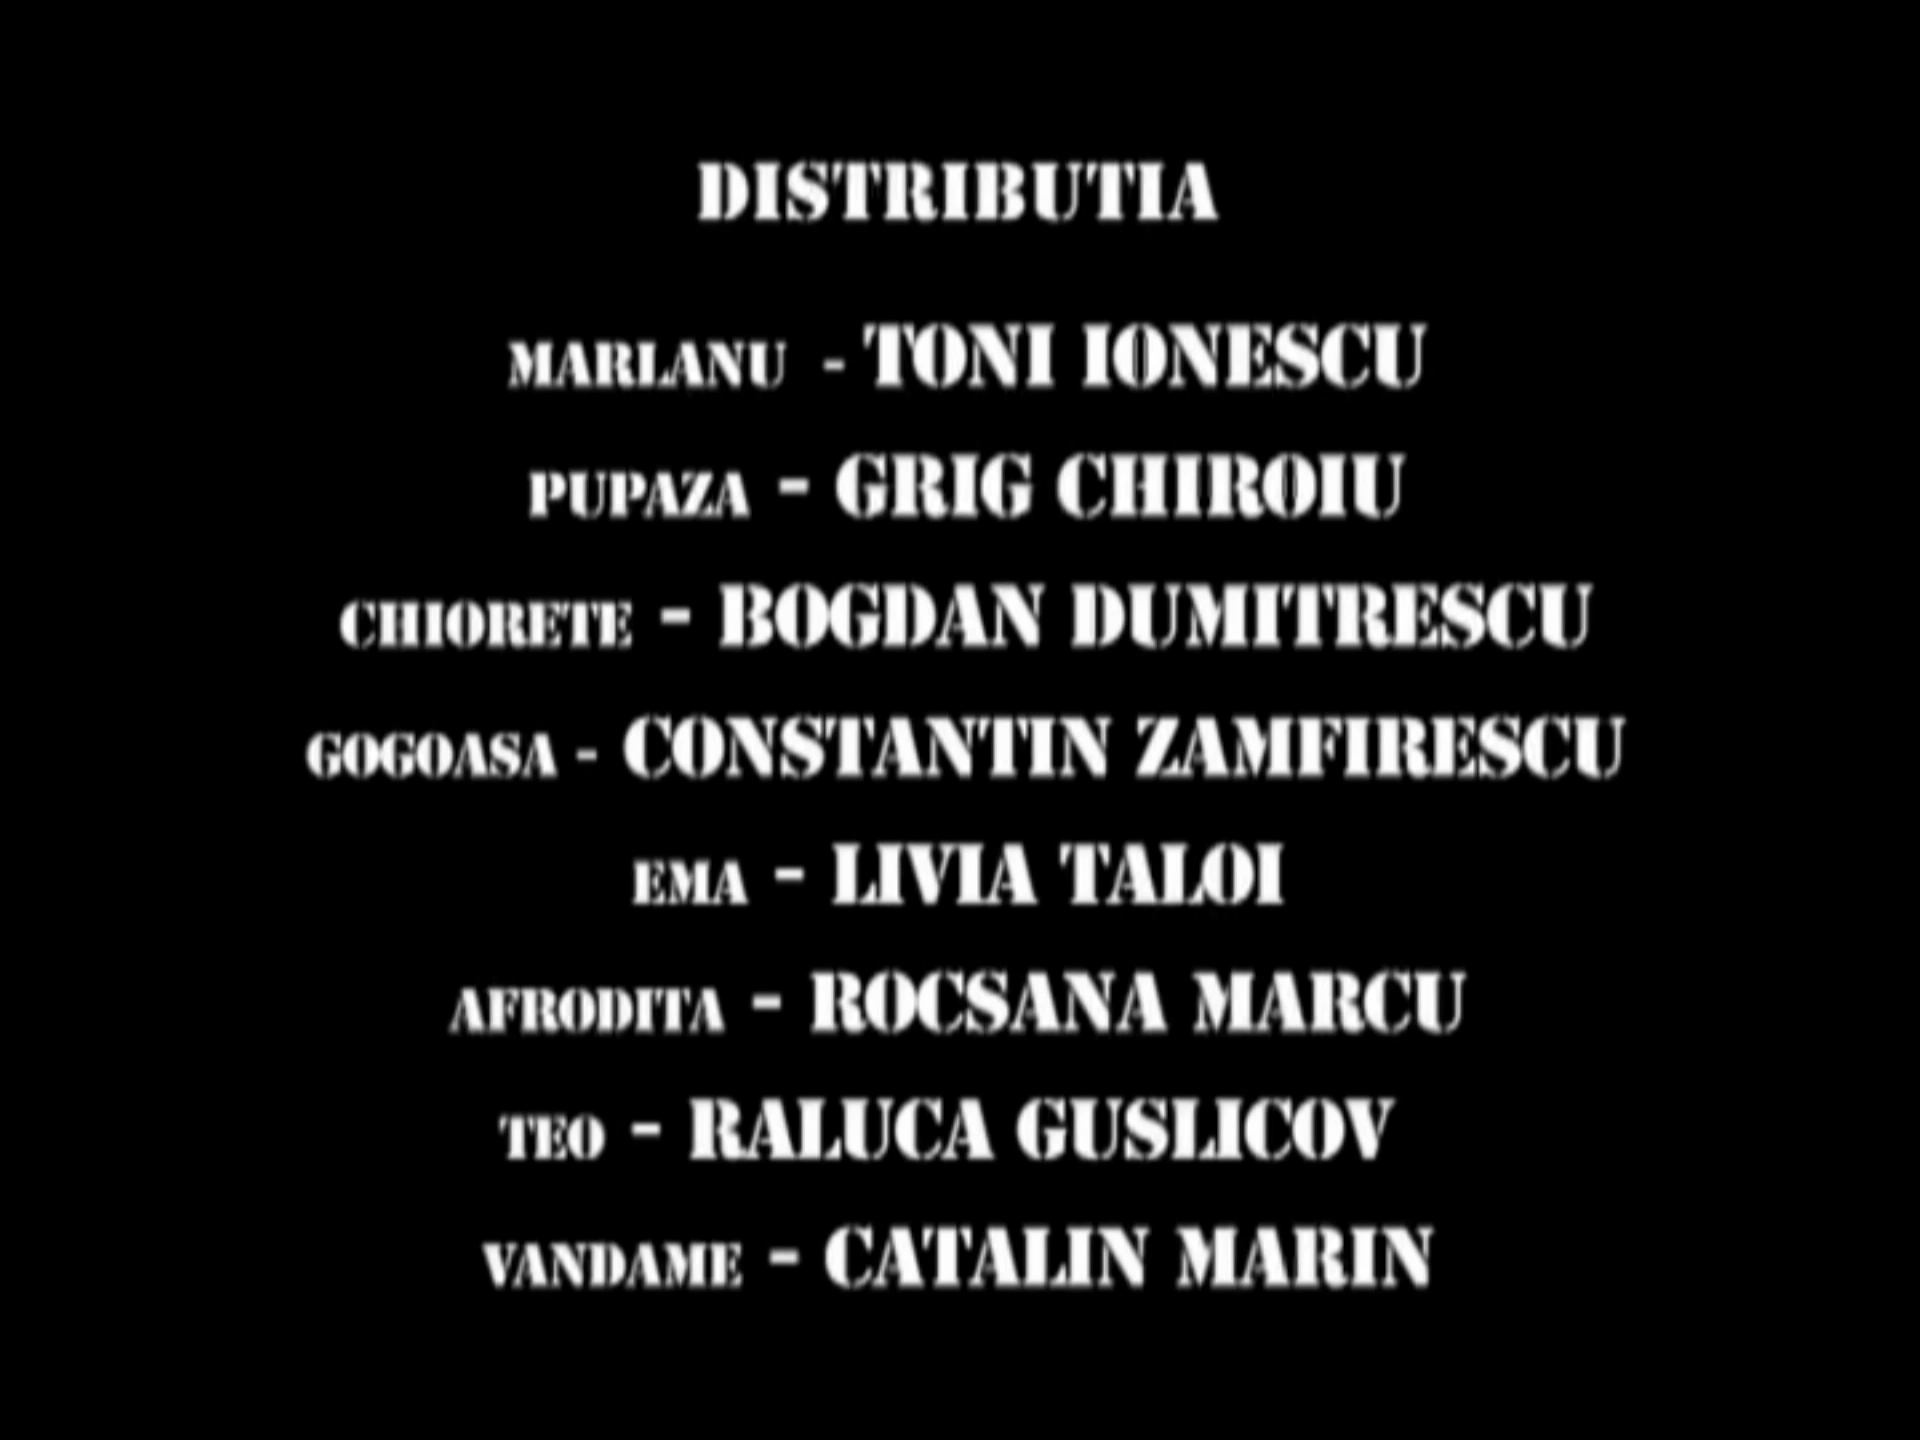 DISTRIBUTIA
MARLANU - TONI IONESCU
PUPAZA - GRIG CHIROIU
CHIORETE - BOGDAN DUMITRESCU
GOGOASA - CONSTANTIN ZAMFIRESCU
EMA - LIVIA TALOI
AFRODITA - ROCSANA MARCU
TEO - RALUCA GUSLICOV
VANDAME - CATALIN MARIN